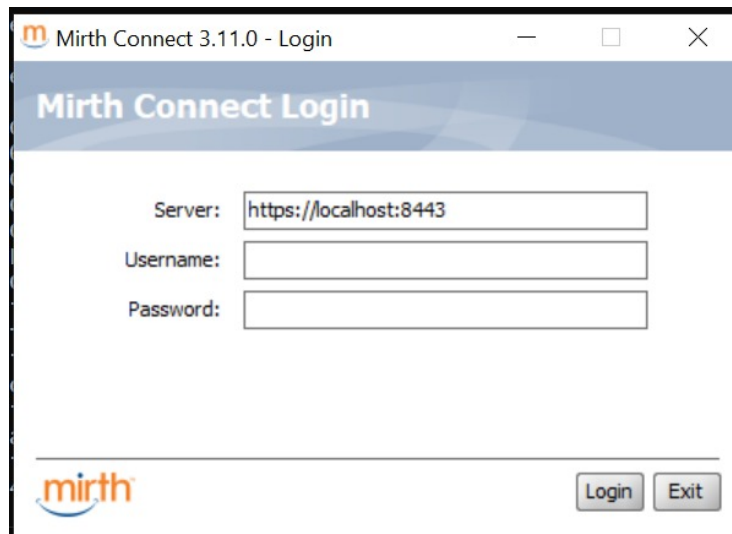 Mirth Connect 3.11.0 - Login
Mirth Connect Login
Server: https://localhost:8443
Username:
Password:
mirth
Login Exit